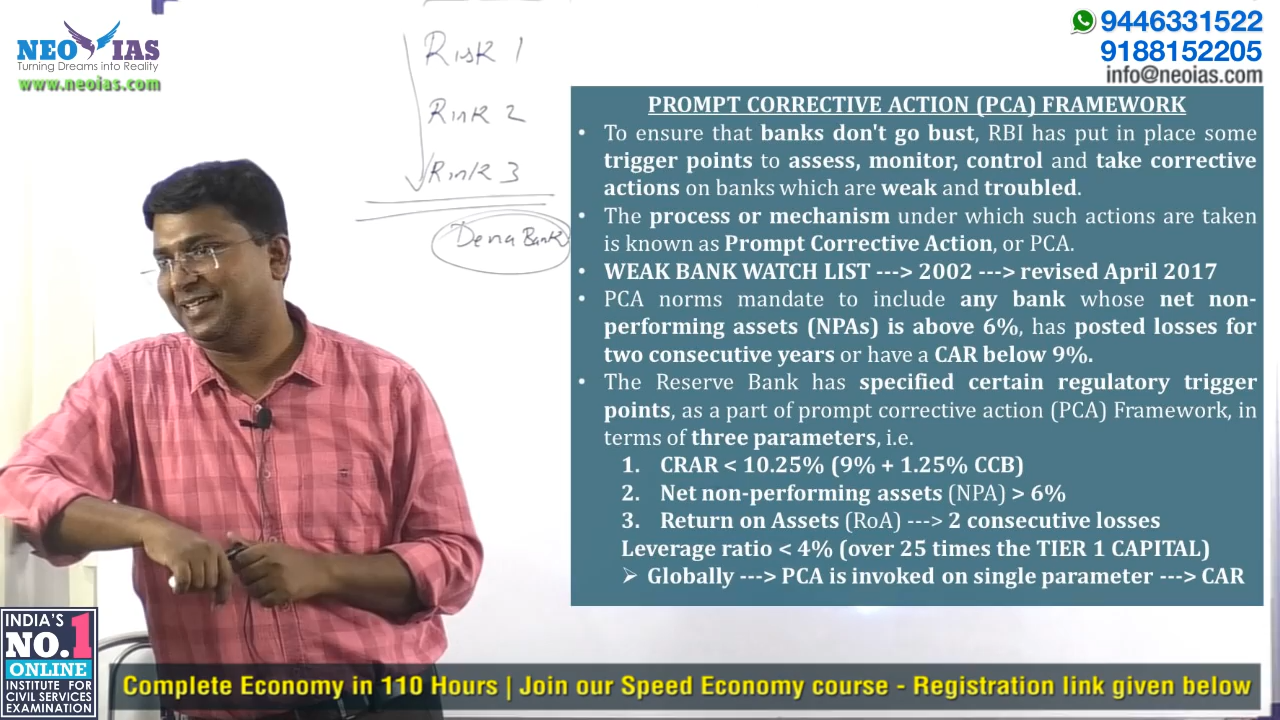 NEO IAS
Turning Dreams into Reality
www.neoias.com
Risk 1
Rink 2
Rink 3
Dena Bank
9446331522
9188152205
info@neoias.com
PROMPT CORRECTIVE ACTION (PCA) FRAMEWORK
• To ensure that banks don't go bust, RBI has put in place some
trigger points to assess, monitor, control and take corrective
actions on banks which are weak and troubled.
• The process or mechanism under which such actions are taken
is known as Prompt Corrective Action, or PCA.
• WEAK BANK WATCH LIST ---> 2002 ---> revised April 2017
• PCA norms mandate to include any bank whose net non-
performing assets (NPAs) is above 6%, has posted losses for
two consecutive years or have a CAR below 9%.
• The Reserve Bank has specified certain regulatory trigger
points, as a part of prompt corrective action (PCA) Framework, in
terms of three parameters, i.e.
1. CRAR < 10.25% (9% + 1.25% CCB)
2. Net non-performing assets (NPA) > 6%
3. Return on Assets (RoA) ---> 2 consecutive losses
Leverage ratio < 4% (over 25 times the TIER 1 CAPITAL)
➢ Globally ---> PCA is invoked on single parameter ---> CAR
INDIA'S
NO.1
ONLINE
INSTITUTE FOR
CIVIL SERVICES
EXAMINATION
Complete Economy in 110 Hours | Join our Speed Economy course - Registration link given below